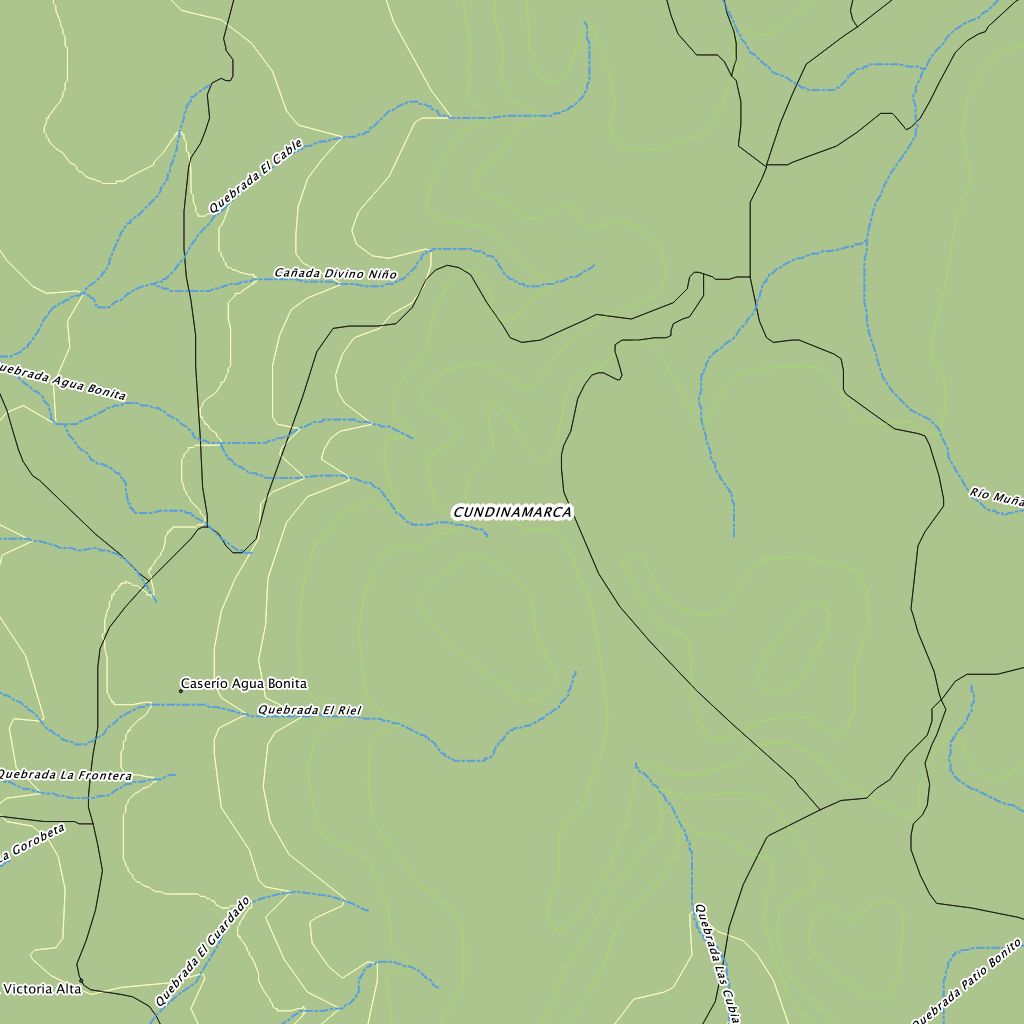 Quebrada El Cable
Cañada Divino Niño
uebrada Agua Bonita
Río Muña
CUNDINAMARCA
Caserío Agua Bonita
Quebrada El Riel
Quebrada La Frontera
La Gorobeta
Quebrada El Guardado
Quebrada Las Cubia
Quebrada Patio Bonito
Victoria Alta